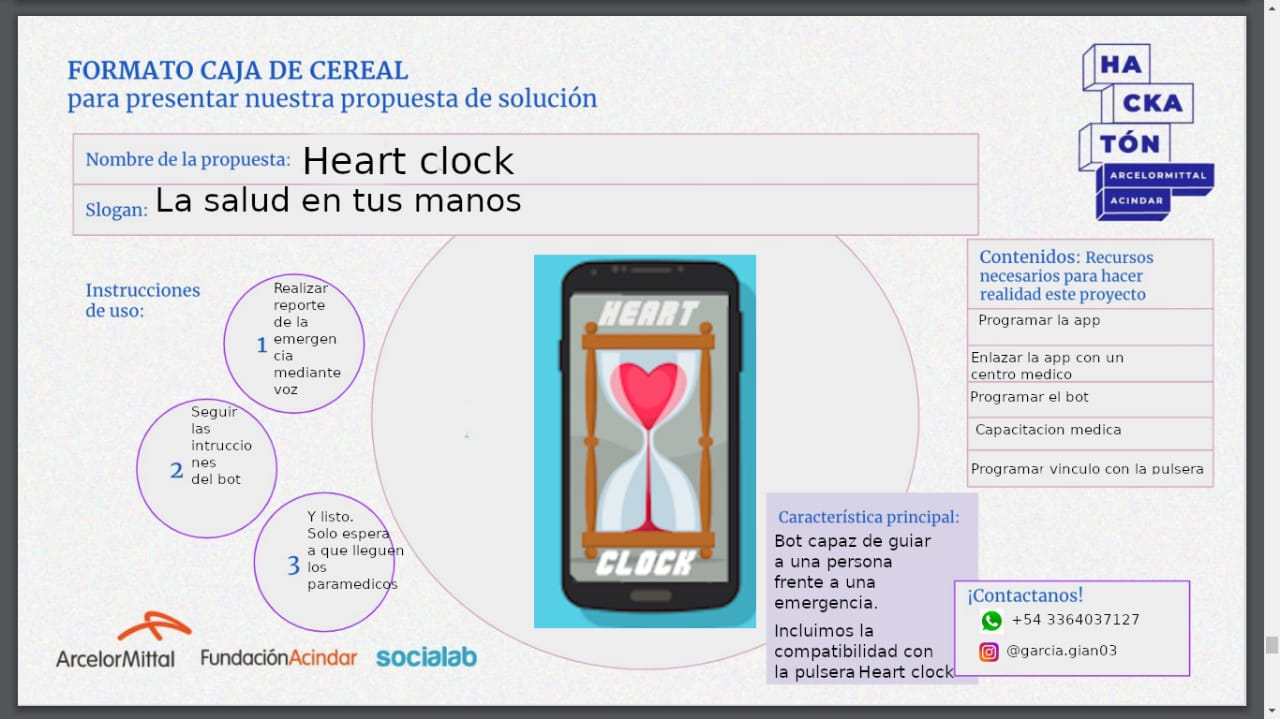 FORMATO CAJA DE CEREAL
para presentar nuestra propuesta de solución
HA
CKA
TÓN
ARCELORMITTAL
ACINDAR
Nombre de la propuesta: Heart clock
Slogan: La salud en tus manos
Instrucciones
de uso:
1
Realizar
reporte
de la
emergen
cia
mediante
voz
2
Seguir
las
intruccio
nes
del bot
3
Y listo.
Solo espera
a que lleguen
los
paramedicos
HEART
CLOCK
Contenidos: Recursos
necesarios para hacer
realidad este proyecto
Programar la app
Enlazar la app con un
centro medico
Programar el bot
Capacitacion medica
Programar vinculo con la pulsera
Característica principal:
Bot capaz de guiar
a una persona
frente a una
emergencia.
Incluimos la
compatibilidad con
la pulsera Heart clock
¡Contactanos!
+54 3364037127
@garcia.gian03
ArcelorMittal
FundaciónAcindar
socialab